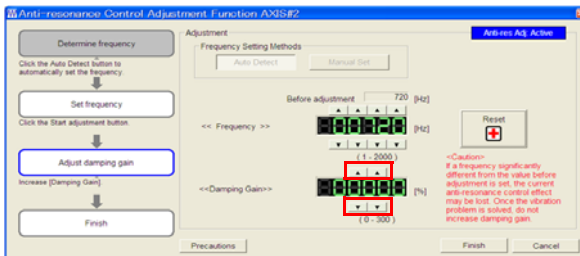 Anti-resonance Control Adjustment Function AXIS#2
Determine frequency
Click the Auto Detect button to
automatically set the frequency.
Set frequency
Click the Start adjustment button.
Adjust damping gain
Increase [Damping Gain].
Finish
Adjustment
Anti-res Adj: Active
Frequency Setting Methods
Auto Detect
Manual Set
Before adjustment 720 [Hz]
<< Frequency >> 00720 [Hz]
( 1 - 2000 )
<<Damping Gain>> 00000 [%]
( 0 - 300 )
Reset
<Caution>
If a frequency significantly
different from the value before
adjustment is set, the current
anti-resonance control effect
may be lost. Once the vibration
problem is solved, do not
increase damping gain.
Precautions
Finish
Cancel